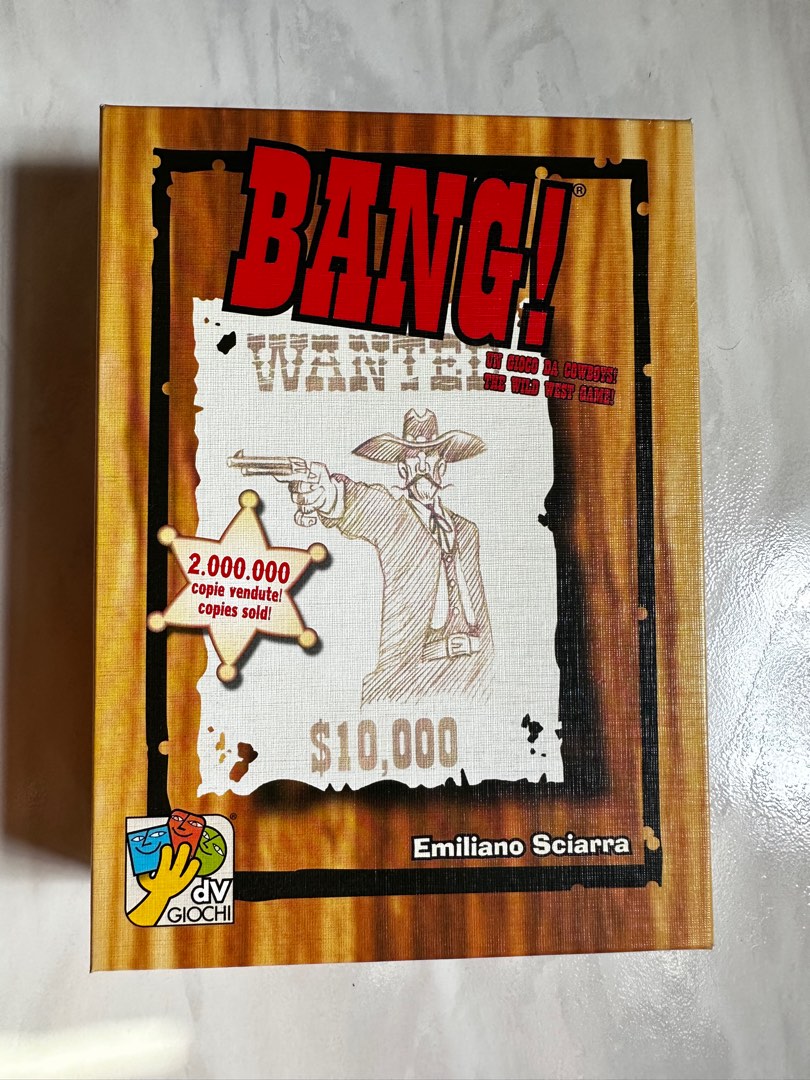 BANG!®
WANTED
UN GIOCO DA COWBOYS!
THE WILD WEST GAME!
2.000.000
copie vendute!
copies sold!
$10,000
Emiliano Sciarra
dV
GIOCHI
®